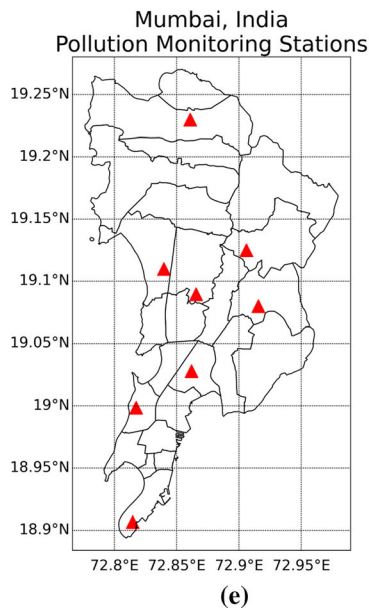 Mumbai, India
Pollution Monitoring Stations
19.25°N
19.2°N
19.15°N
19.1°N
19.05°N
19°N
18.95°N
18.9°N
72.8°E 72.85°E 72.9°E 72.95°E
(e)